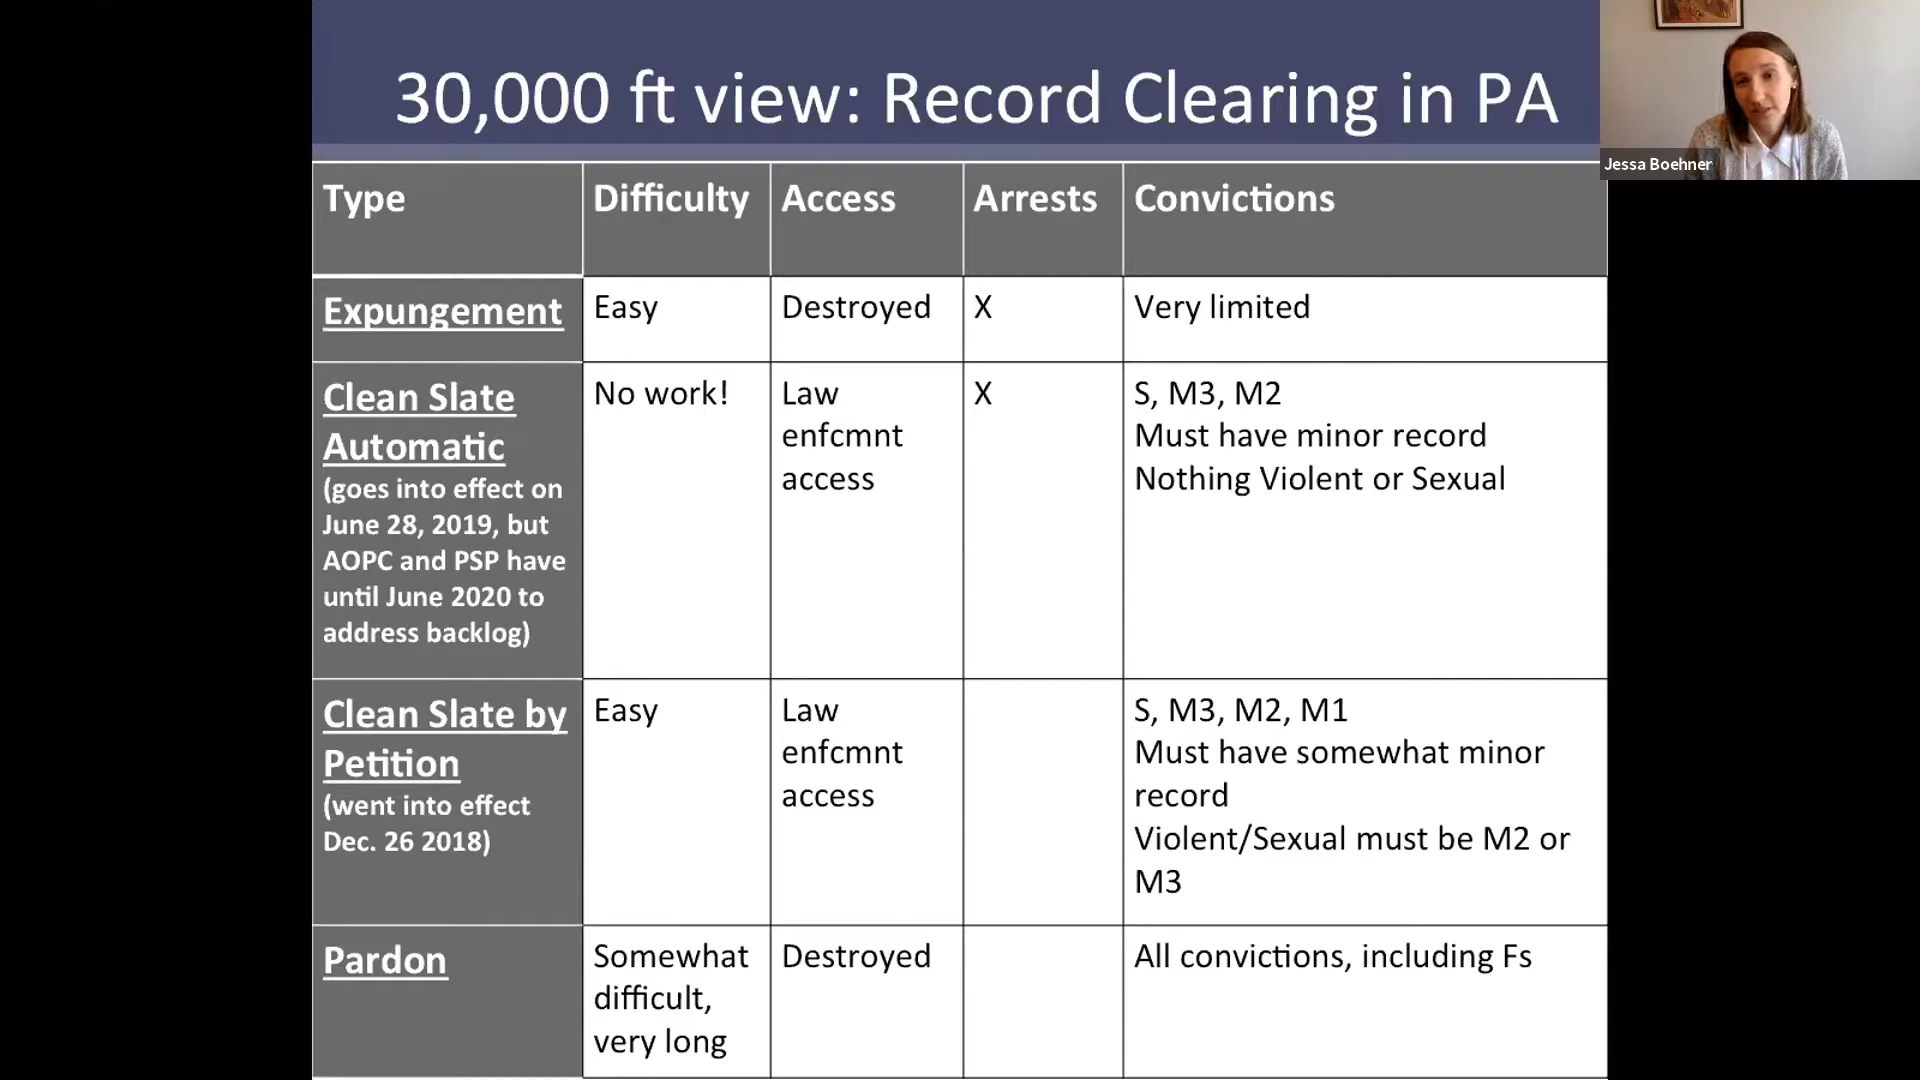 30,000 ft view: Record Clearing in PA
Jessa Boehner
Type
Difficulty
Access
Arrests
Convictions
Expungement
Easy
Destroyed
X
Very limited
Clean Slate
Automatic
(goes into effect on
June 28, 2019, but
AOPC and PSP have
until June 2020 to
address backlog)
No work!
Law
enfcmnt
access
X
S, M3, M2
Must have minor record
Nothing Violent or Sexual
Clean Slate by
Petition
(went into effect
Dec. 26 2018)
Easy
Law
enfcmnt
access
S, M3, M2, M1
Must have somewhat minor
record
Violent/Sexual must be M2 or
M3
Pardon
Somewhat
difficult,
very long
Destroyed
All convictions, including Fs